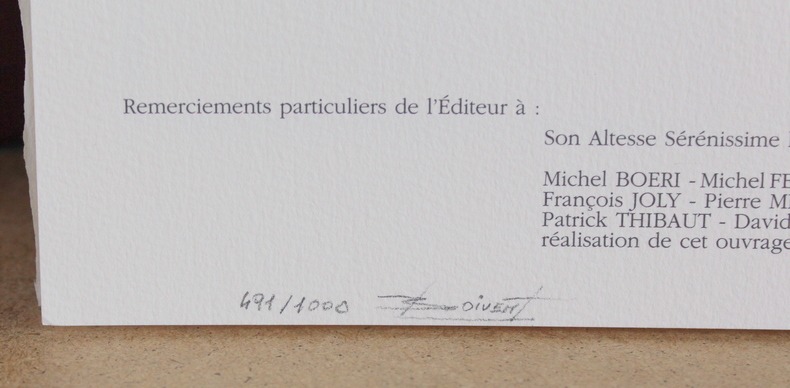 Remerciements particuliers de l'Éditeur à :
Son Altesse Sérénissime
Michel BOERI - Michel FE
François JOLY - Pierre M
Patrick THIBAUT - David
réalisation de cet ouvrage
491/1000